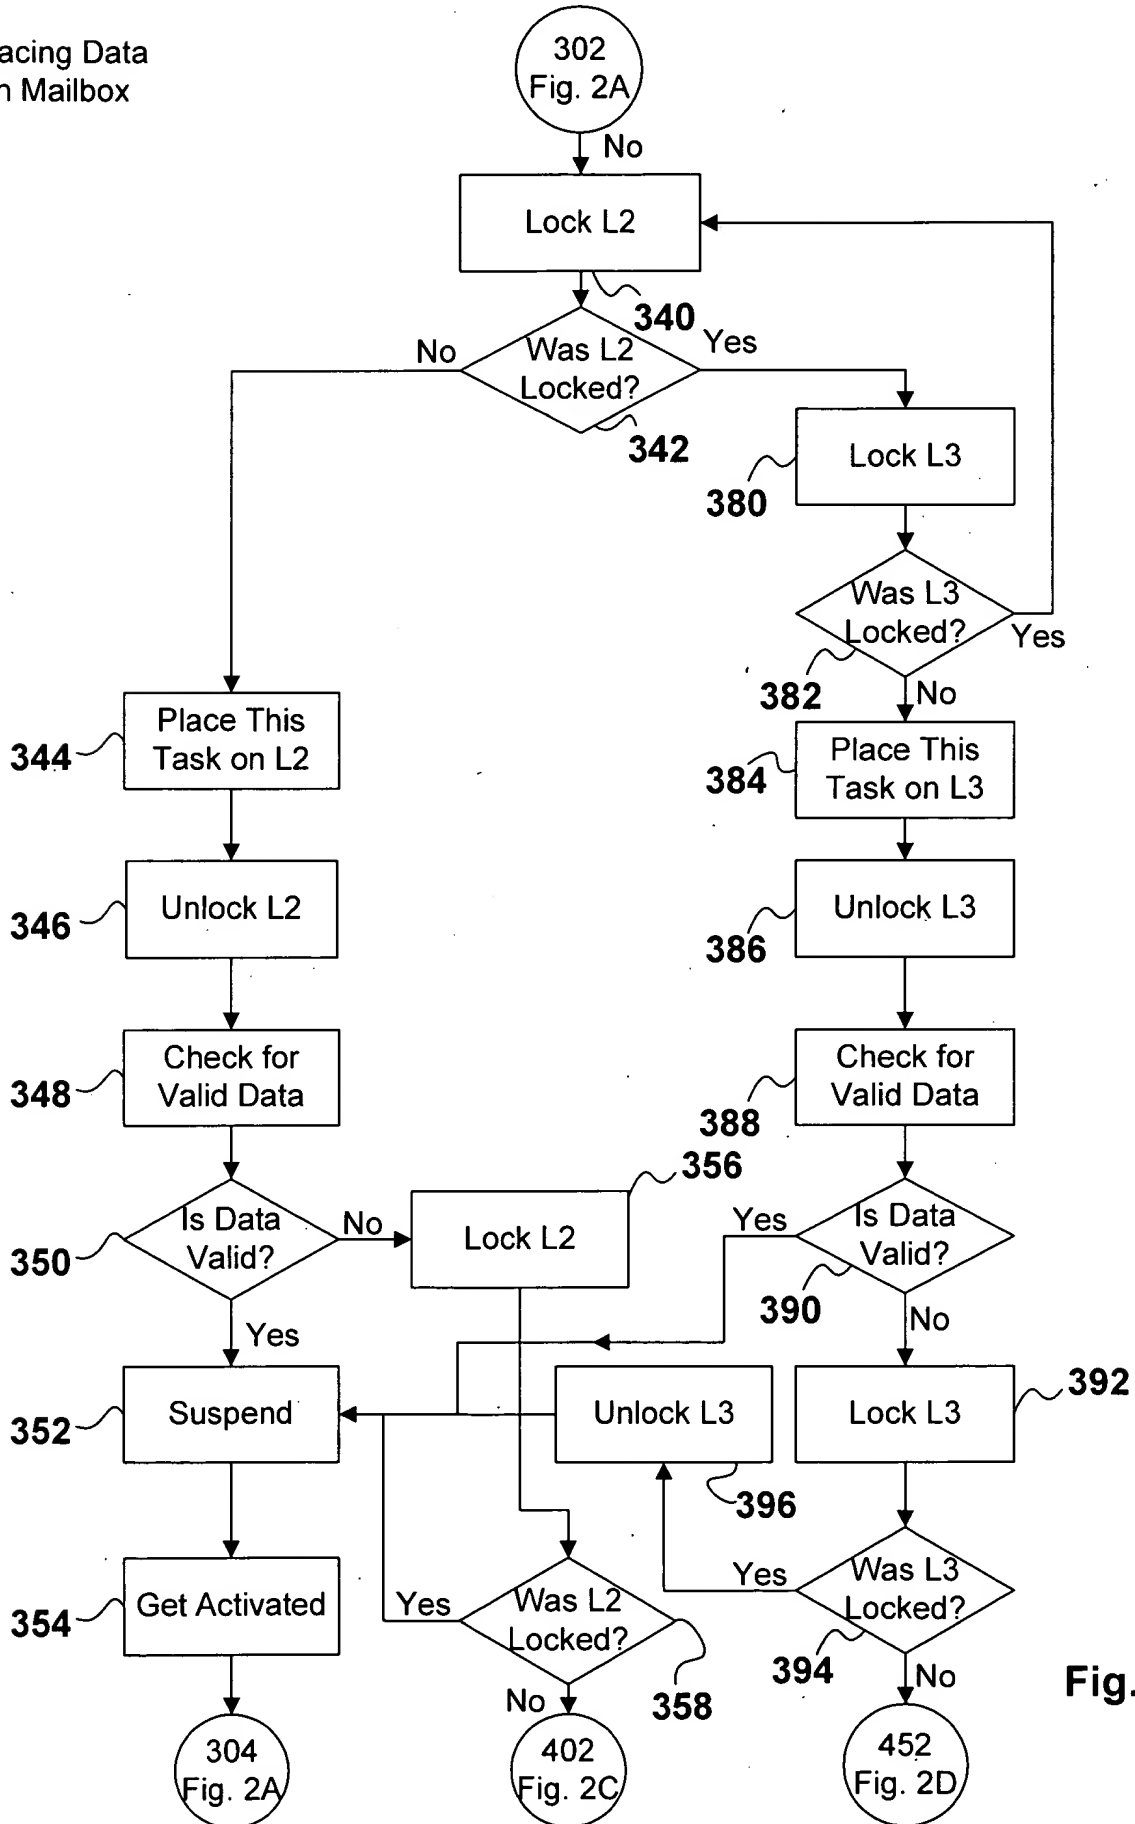 acing Data
n Mailbox
302
Fig. 2A
No
Lock L2
340
No
Was L2
Locked?
Yes
342
Lock L3
380
Was L3
Locked?
Yes
382
No
Place This
Task on L2
344
Place This
Task on L3
384
Unlock L2
346
Unlock L3
386
Check for
Valid Data
348
Check for
Valid Data
388
356
Is Data
Valid?
No
350
Lock L2
Yes
Is Data
Valid?
390
Yes
No
Suspend
352
Unlock L3
396
Lock L3
392
Get Activated
354
Yes
Was L2
Locked?
358
Yes
Was L3
Locked?
394
No
No
Fig.
304
Fig. 2A
402
Fig. 2C
452
Fig. 2D